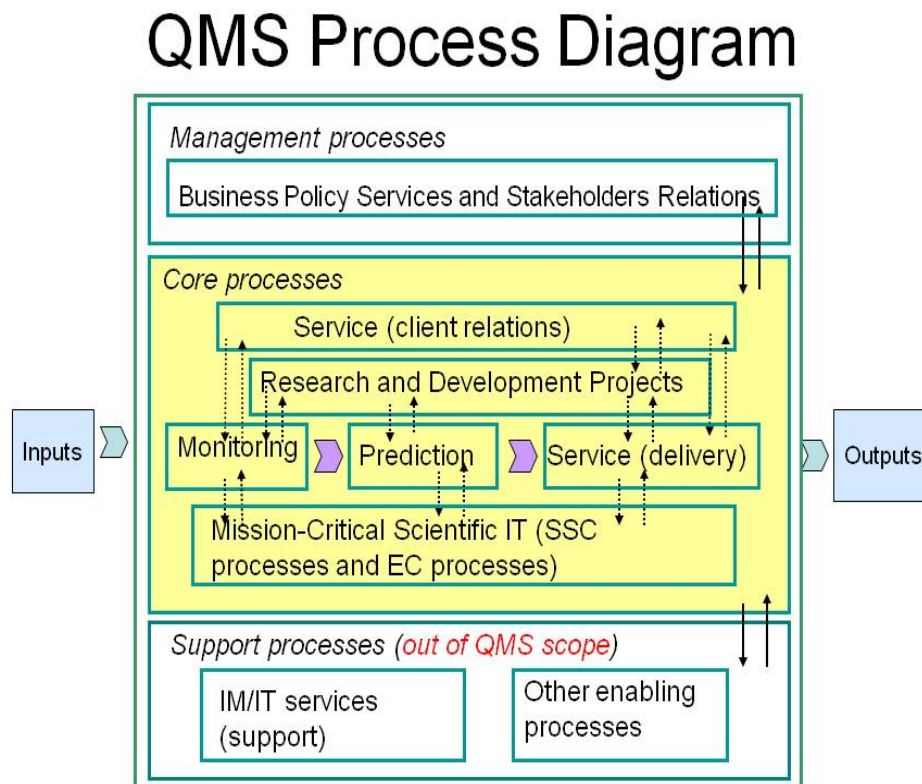 QMS Process Diagram
Management processes
Business Policy Services and Stakeholders Relations
Core processes
Service (client relations)
Research and Development Projects
Inputs
Monitoring
Prediction
Service (delivery)
Outputs
Mission-Critical Scientific IT (SSC
processes and EC processes)
Support processes (out of QMS scope)
IM/IT services
(support)
Other enabling
processes